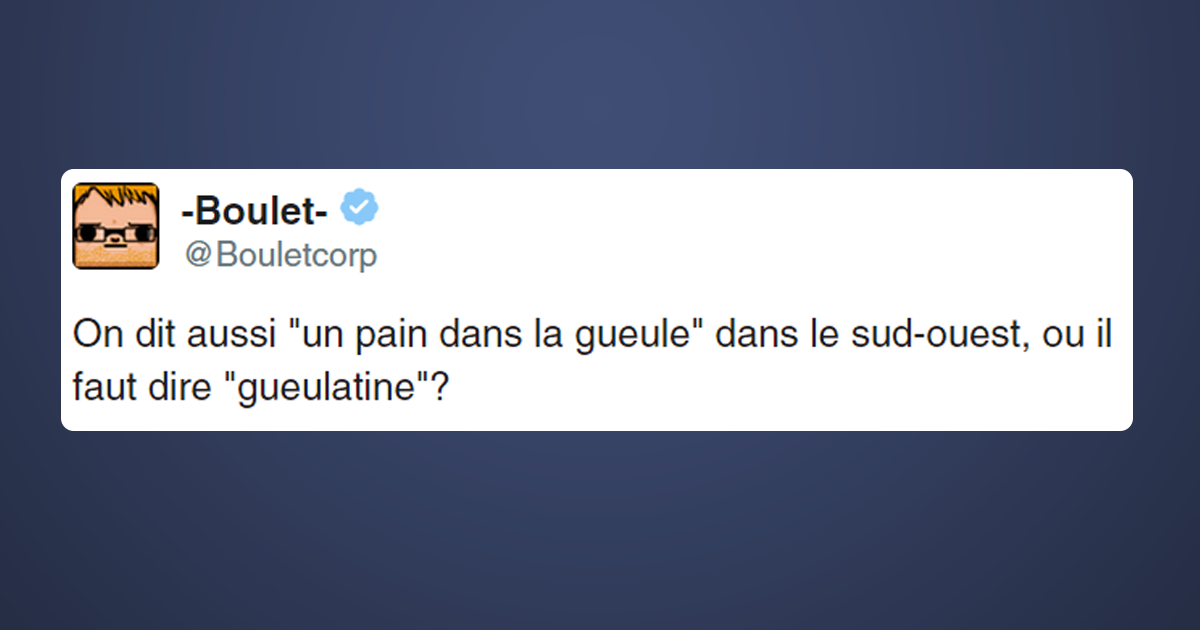 -Boulet-
@Bouletcorp
On dit aussi "un pain dans la gueule" dans le sud-ouest, ou il
faut dire "gueulatine"?